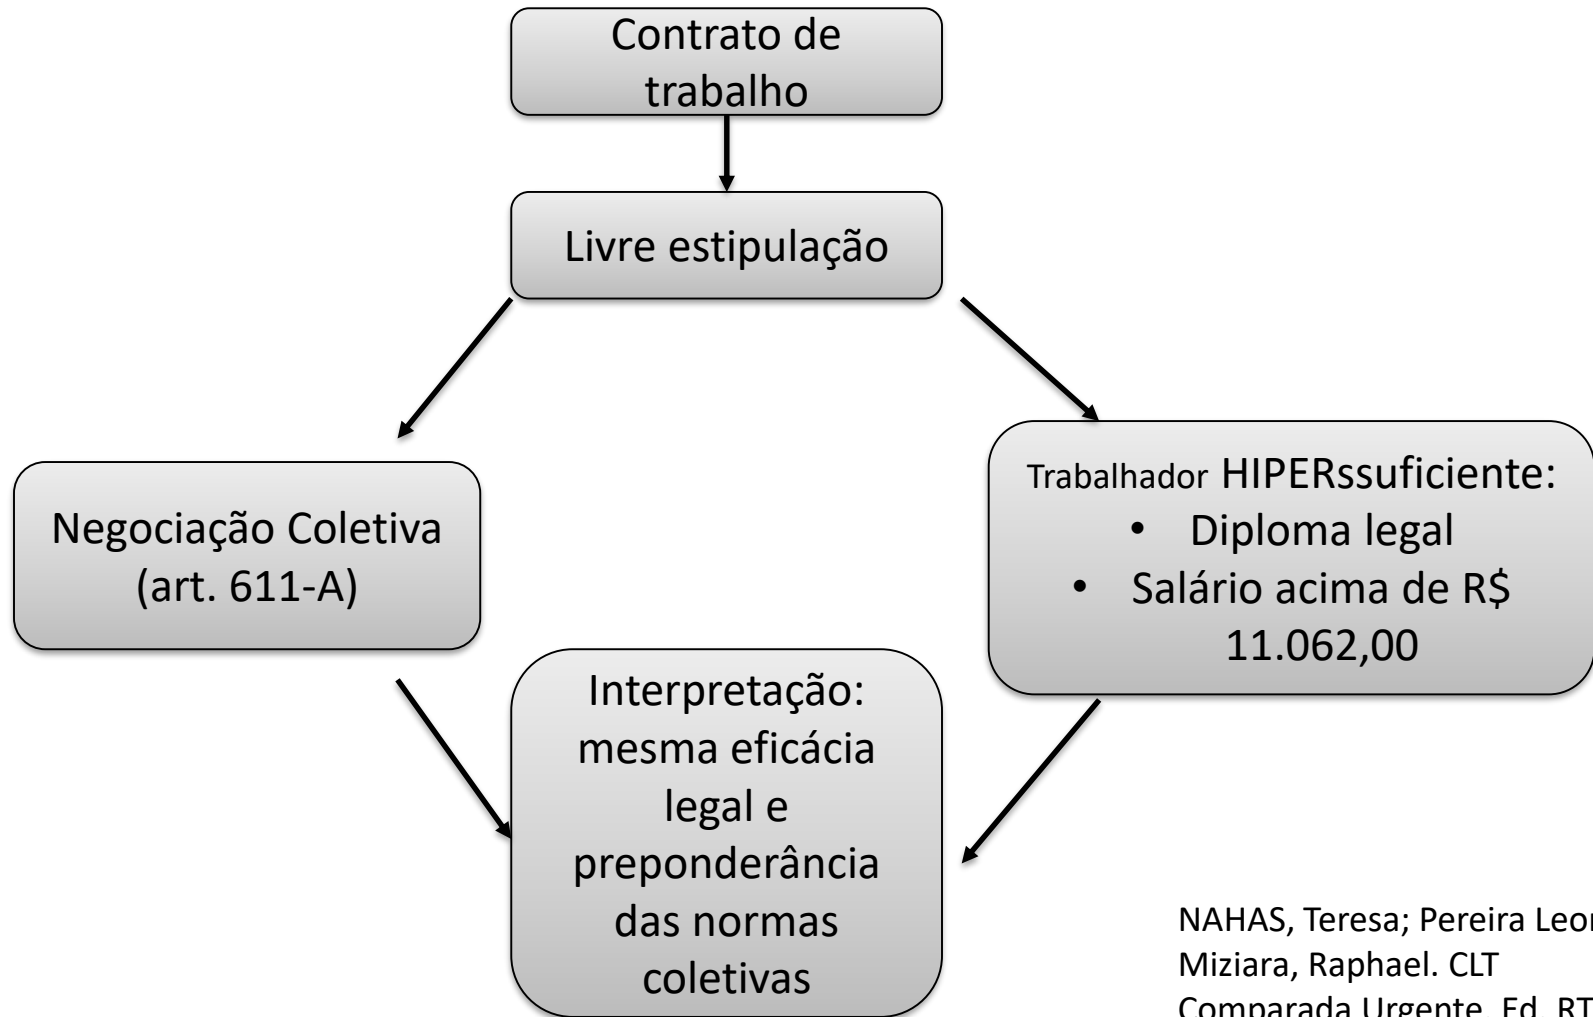 Contrato de
trabalho
Livre estipulação
Negociação Coletiva
(art. 611-A)
Trabalhador HIPERssuficiente:
• Diploma legal
• Salário acima de R$
11.062,00
Interpretação:
mesma eficácia
legal e
preponderância
das normas
coletivas
NAHAS, Teresa; Pereira
Miziara, Raphael. CLT
Comparada Urgente. Ed. RT